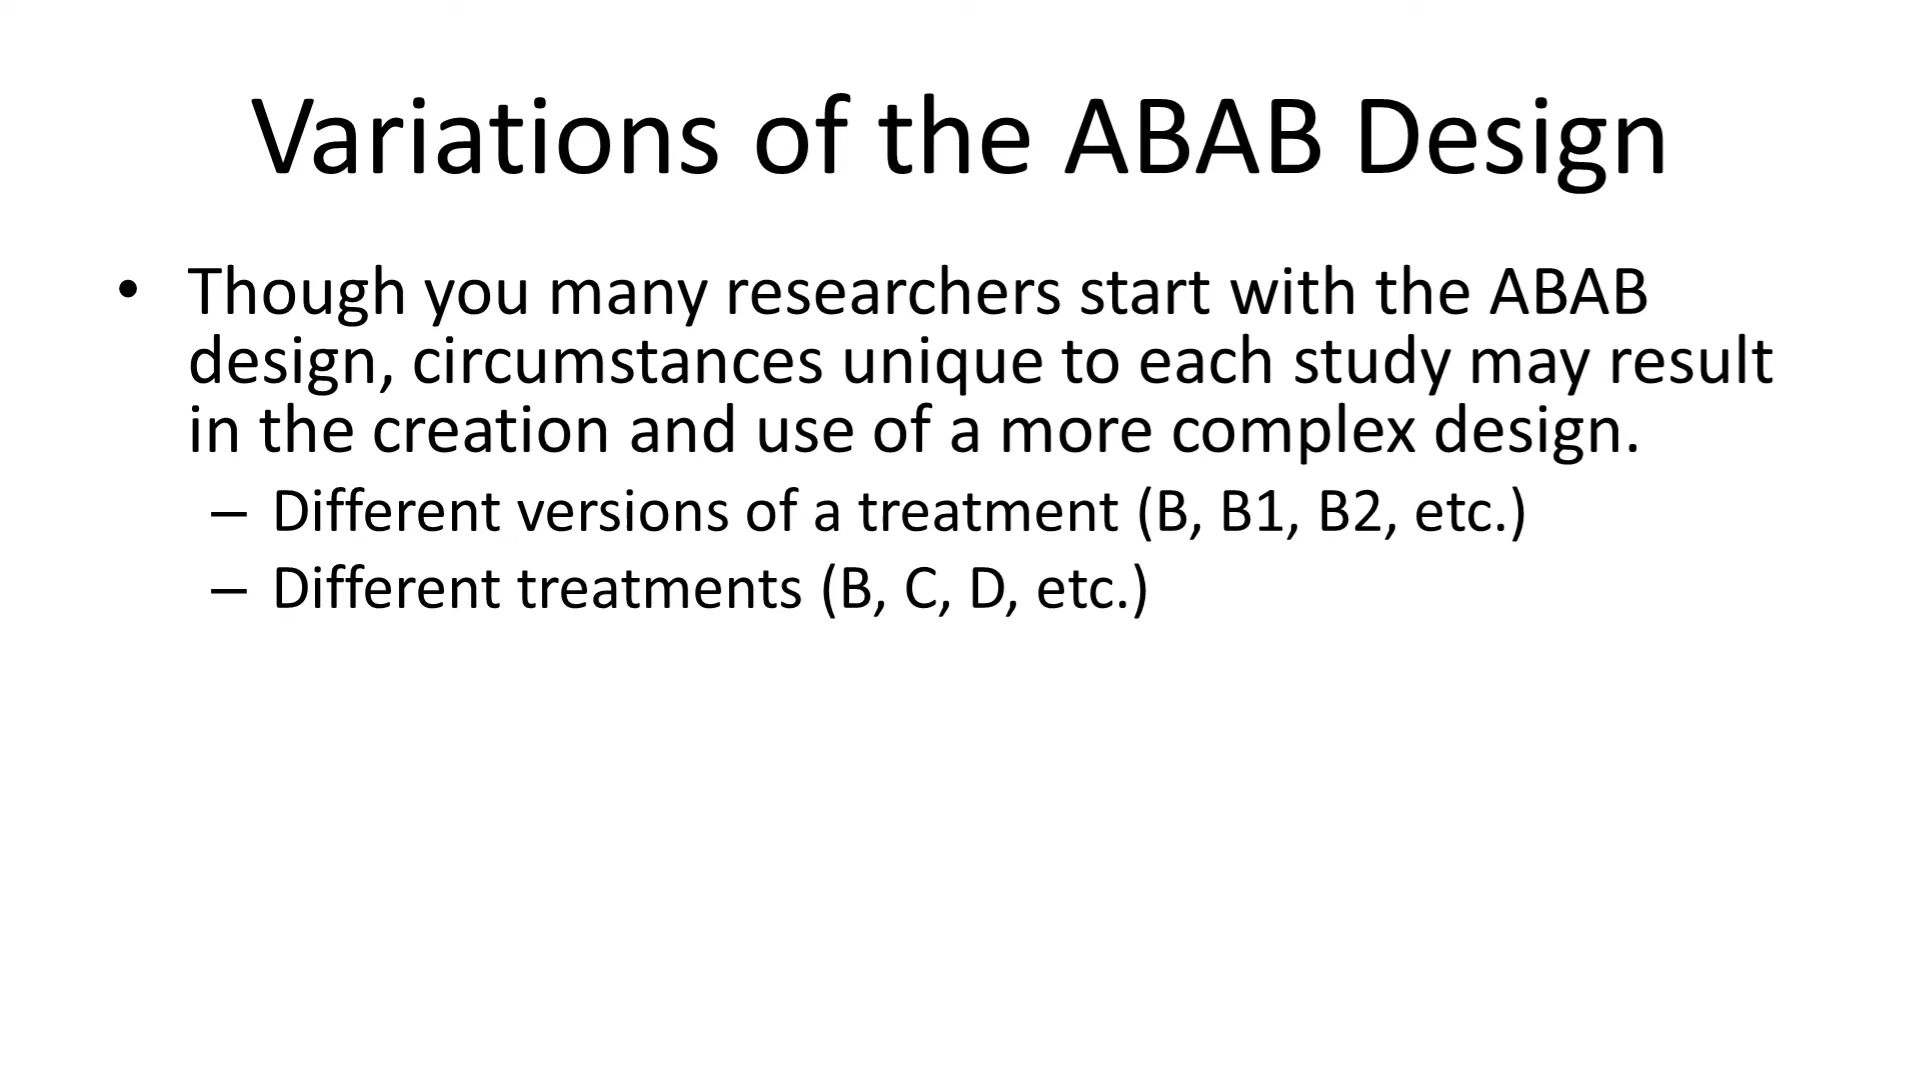 Variations of the ABAB Design
• Though you many researchers start with the ABAB
design, circumstances unique to each study may result
in the creation and use of a more complex design.
– Different versions of a treatment (B, B1, B2, etc.)
– Different treatments (B, C, D, etc.)